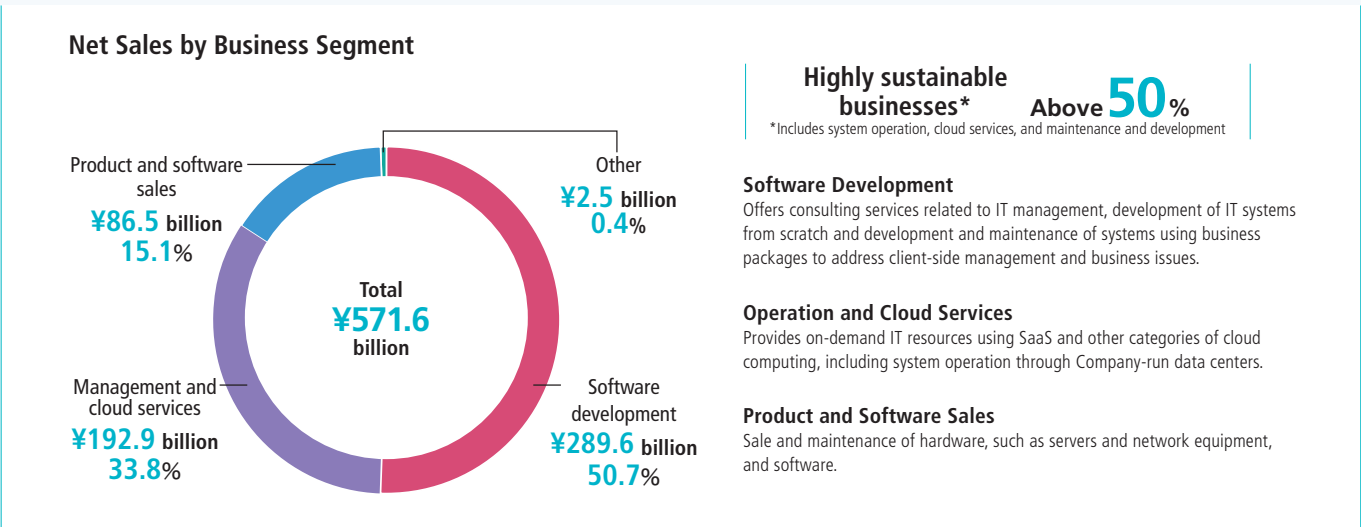 Net Sales by Business Segment
Product and software
sales
¥86.5 billion
15.1%
Other
¥2.5 billion
0.4%
Total
¥571.6
billion
Management and
cloud services
¥192.9 billion
33.8%
Software
development
¥289.6 billion
50.7%
Highly sustainable
businesses*
Above 50%
*Includes system operation, cloud services, and maintenance and development
Software Development
Offers consulting services related to IT management, development of IT systems
from scratch and development and maintenance of systems using business
packages to address client-side management and business issues.
Operation and Cloud Services
Provides on-demand IT resources using SaaS and other categories of cloud
computing, including system operation through Company-run data centers.
Product and Software Sales
Sale and maintenance of hardware, such as servers and network equipment,
and software.